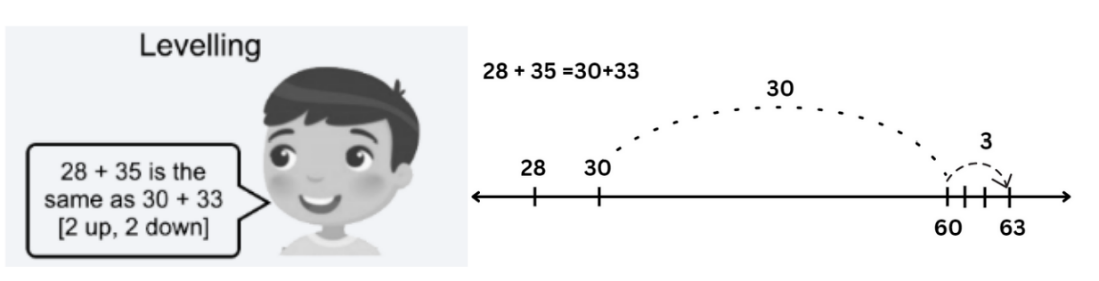 Levelling
28 + 35 is the
same as 30 + 33
[2 up, 2 down]
28 + 35 =30+33
30
3
28 30
60 63